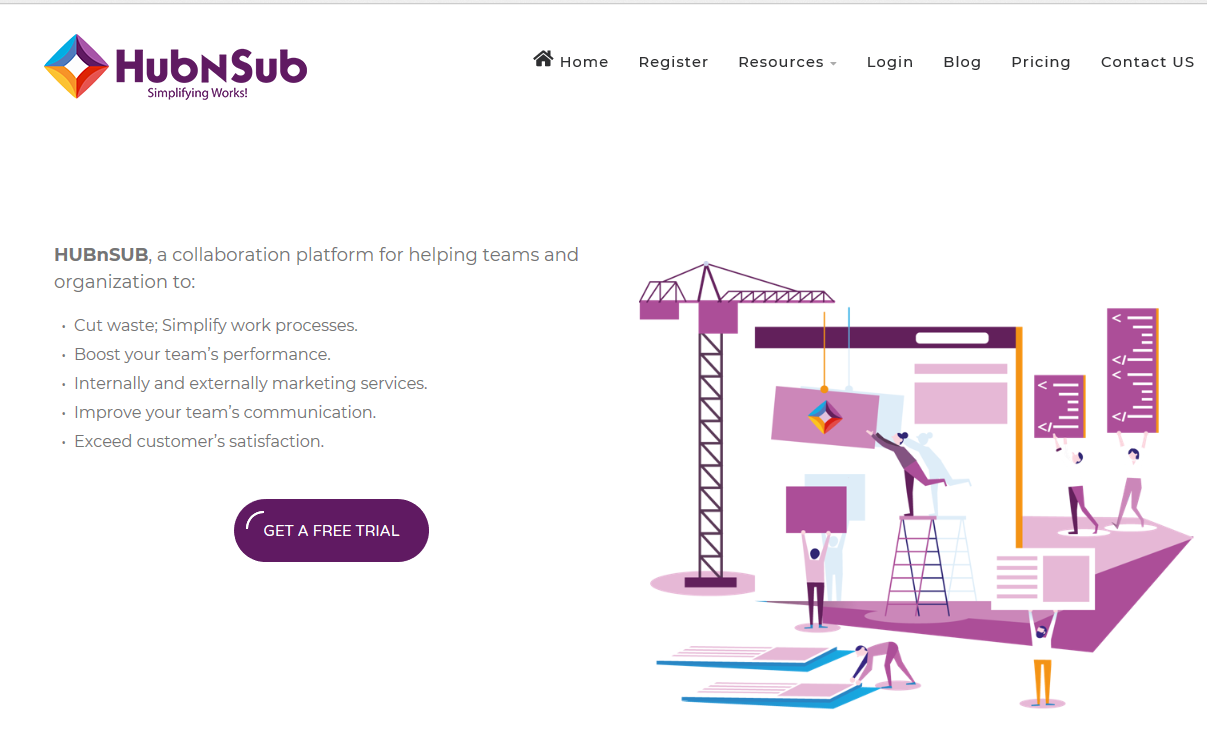 HubnSub
Simplifying Works!
Home Register Resources Login Blog Pricing Contact US
HUBnSUB, a collaboration platform for helping teams and
organization to:
• Cut waste; Simplify work processes.
• Boost your team’s performance.
• Internally and externally marketing services.
• Improve your team’s communication.
• Exceed customer’s satisfaction.
GET A FREE TRIAL
<
</
<
</
<
</